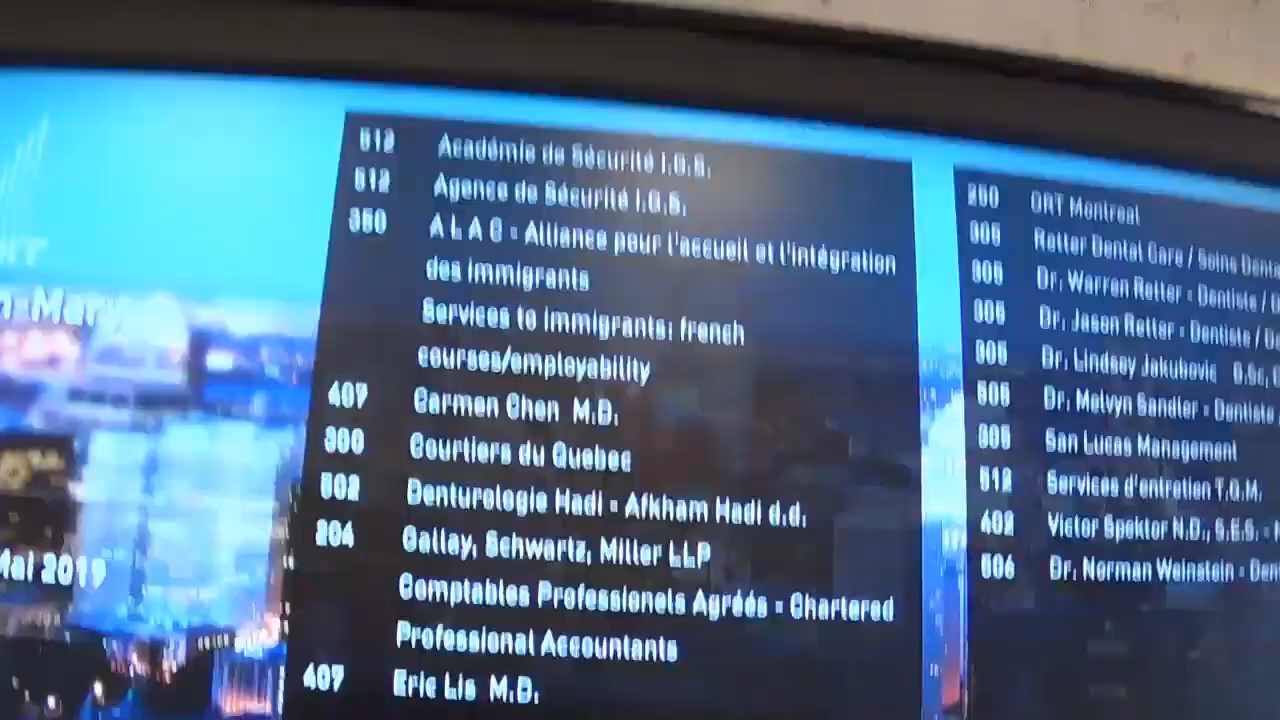 Mai 2019
512 Académie de Sécurité I.G.S.
512 Agence de Sécurité I.G.S.
350 A L A C - Alliance pour l'accueil et l'intégration
des immigrants
Services to immigrants: french
courses/employability
407 Carmen Chen M.D.
300 Courtiers du Quebec
502 Denturologie Hadi - Afkham Hadi d.d.
204 Gallay, Schwartz, Miller LLP
Comptables Professionels Agréés - Chartered
Professional Accountants
407 Eric Lis M.D.
250 ORT Montreal
Retter Dental Care / Soins
Dr. Warren Retter - Dentiste /
Dr. Jason Retter - Dentiste /
Dr. Lindsay Jakubovic B.Sc,
Dr. Melvyn Sandler - Dentiste
San Lucas Management
512 Services d'entretien T.Q.M.
402 Victor Spektor N.D.,
506 Dr. Norman Weinstein -